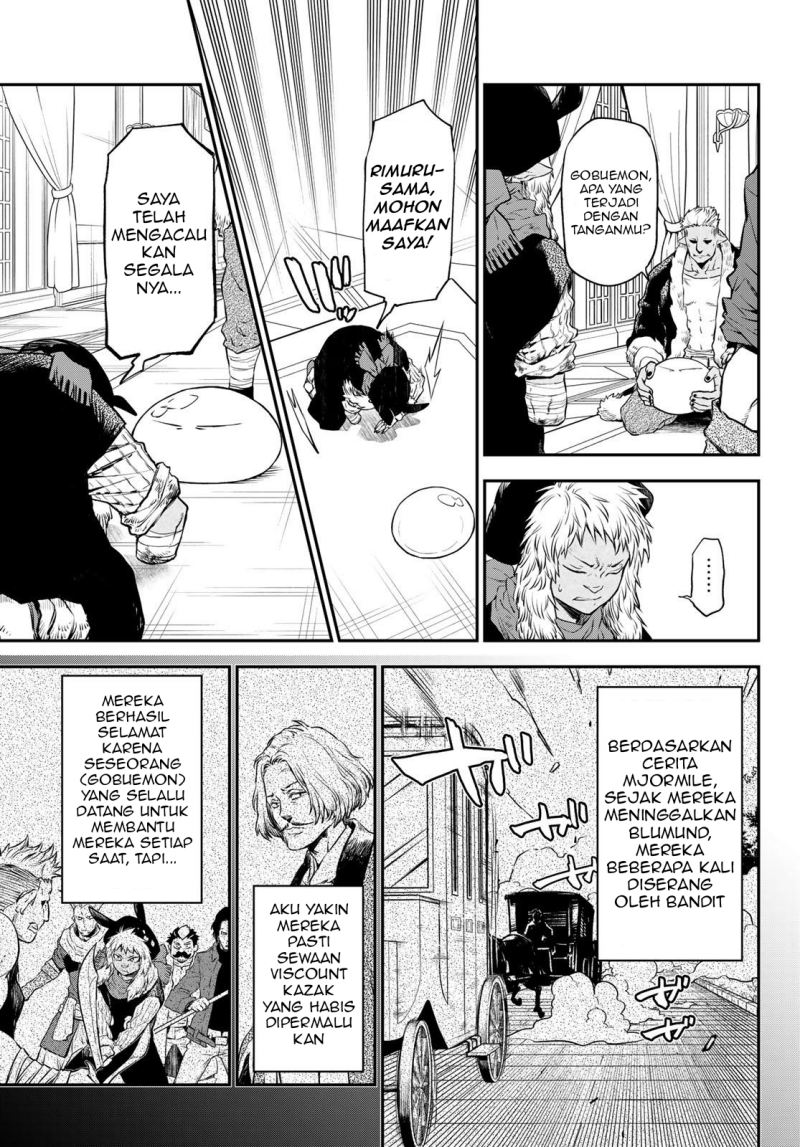 GOBUEMON,
APA YANG
TERJADI
DENGAN
TANGANMU?
RIMURU-
SAMA,
MOHON
MAAFKAN
SAYA!
SAYA
TELAH
MENGACAU
KAN
SEGALA
NYA...
......
BERDASARKAN
CERITA
MJORMILE,
SEJAK MEREKA
MENINGGALKAN
BLUMUND,
MEREKA
BEBERAPA KALI
DISERANG
OLEH BANDIT
AKU YAKIN
MEREKA
PASTI
SEWAAN
VISCOUNT
KAZAK
YANG HABIS
DIPERMALU
KAN
MEREKA
BERHASIL
SELAMAT
KARENA
SESEORANG
(GOBUEMON)
YANG SELALU
DATANG UNTUK
MEMBANTU
MEREKA SETIAP
SAAT, TAPI...